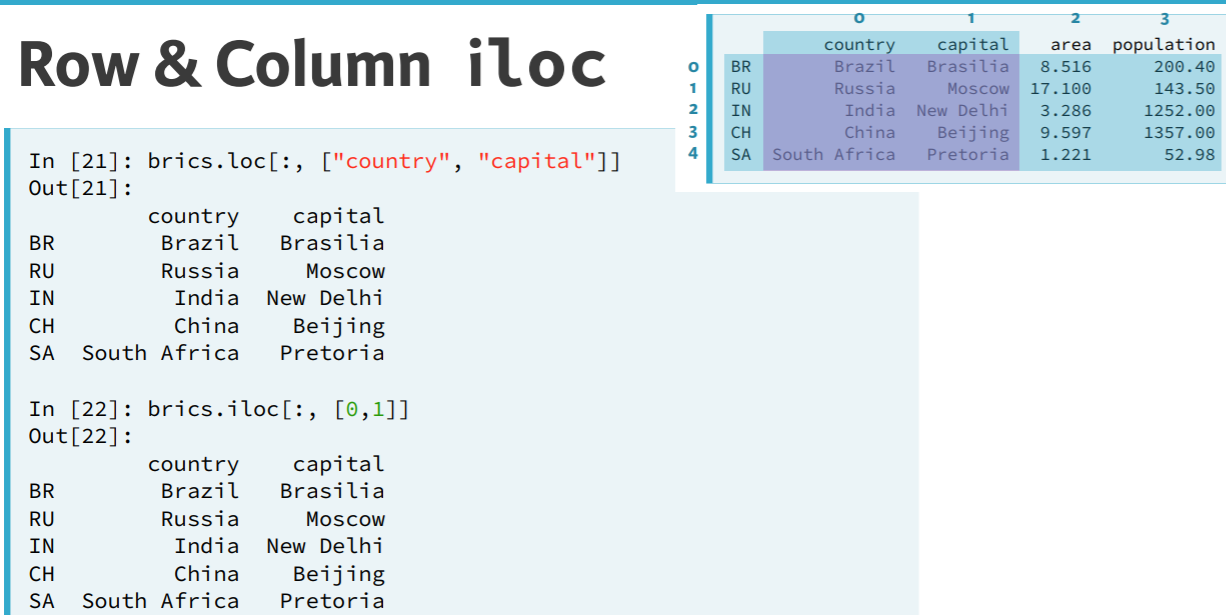 Row & Column iloc
0 1 2 3
country capital area population
0 BR Brazil Brasilia 8.516 200.40
1 RU Russia Moscow 17.100 143.50
2 IN India New Delhi 3.286 1252.00
3 CH China Beijing 9.597 1357.00
4 SA South Africa Pretoria 1.221 52.98
In [21]: brics.loc[:, ["country", "capital"]]
Out[21]:
country capital
BR Brazil Brasilia
RU Russia Moscow
IN India New Delhi
CH China Beijing
SA South Africa Pretoria
In [22]: brics.iloc[:, [0,1]]
Out[22]:
country capital
BR Brazil Brasilia
RU Russia Moscow
IN India New Delhi
CH China Beijing
SA South Africa Pretoria